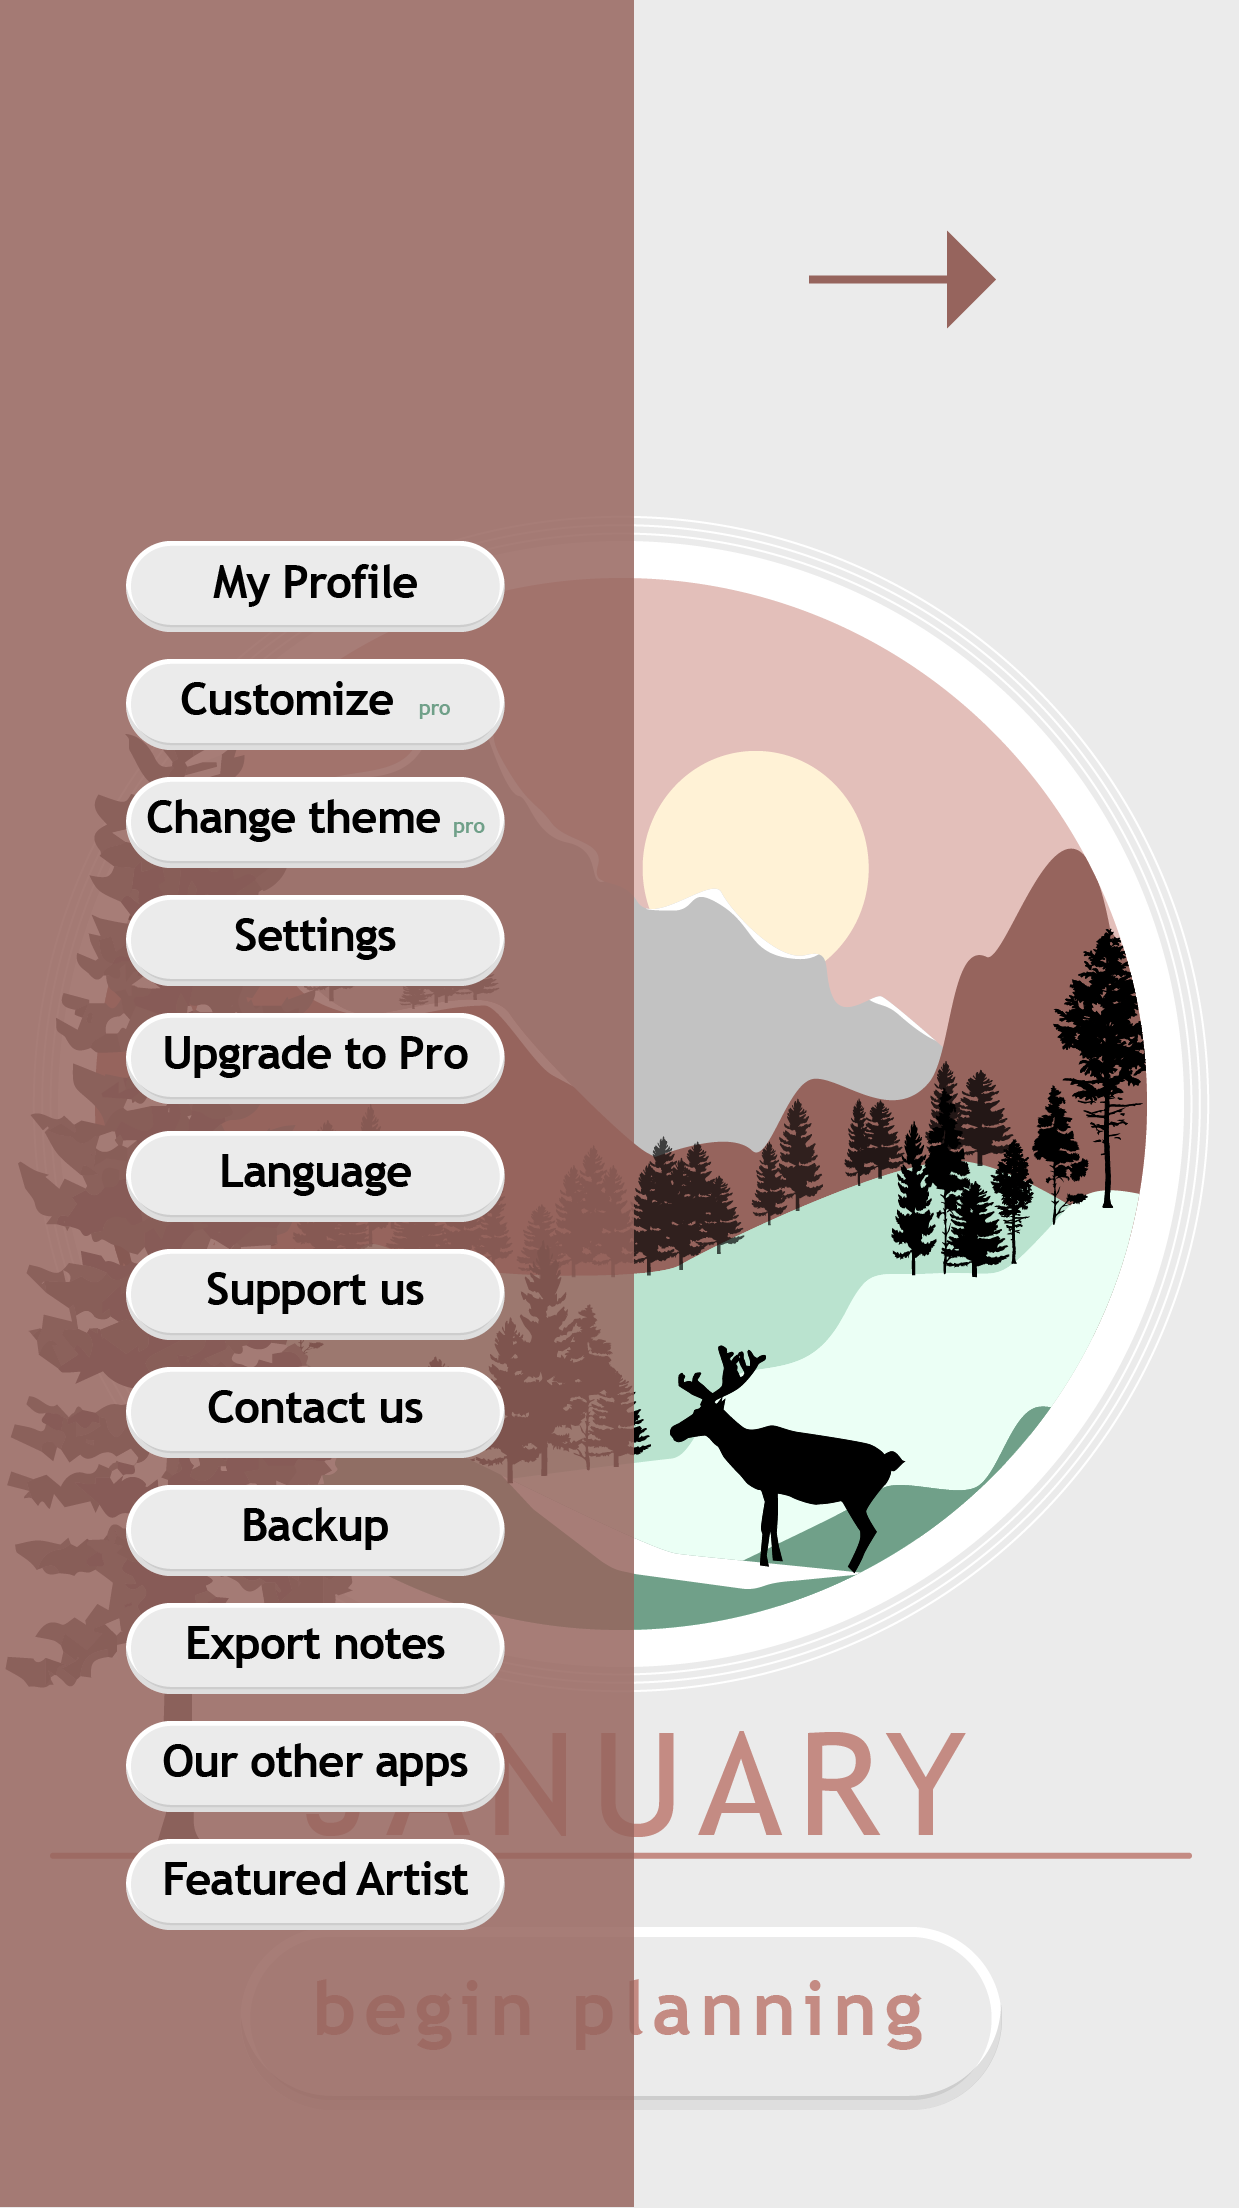 My Profile
Customize pro
Change theme pro
Settings
Upgrade to Pro
Language
Support us
Contact us
Backup
Export notes
Our other apps
JANUARY
Featured Artist
begin planning